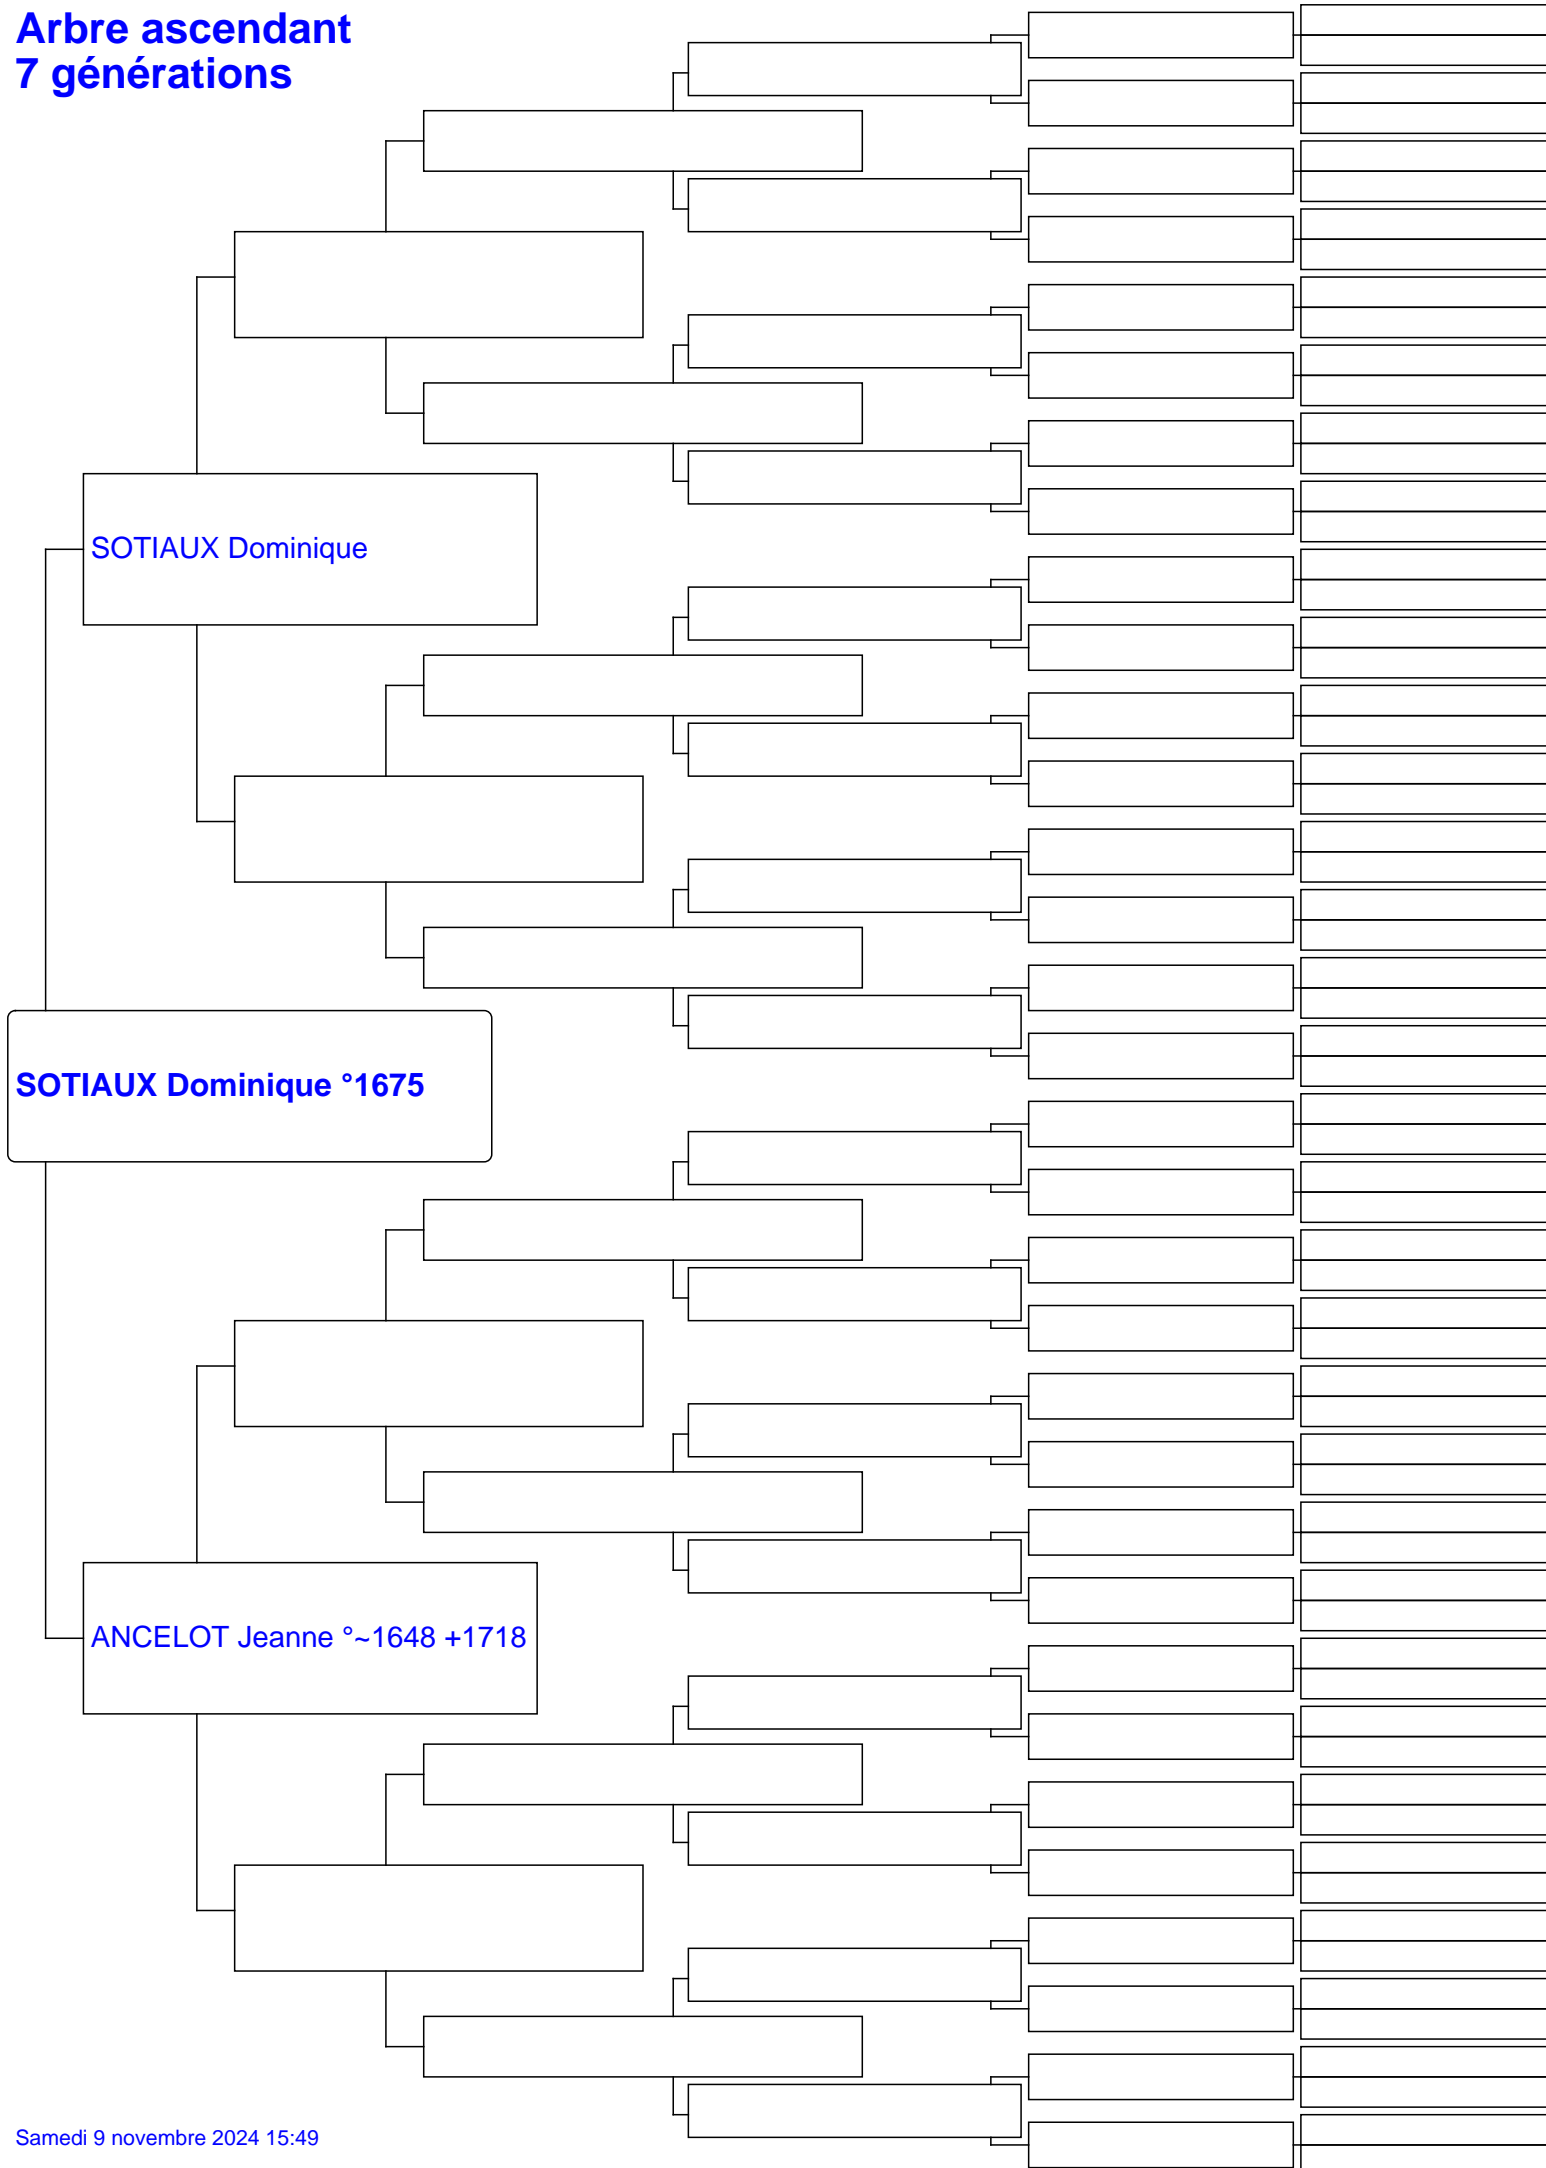 Arbre ascendant
7 générations
SOTIAUX Dominique
SOTIAUX Dominique °1675
ANCELOT Jeanne °~1648 +1718
Samedi 9 novembre 2024 15:49